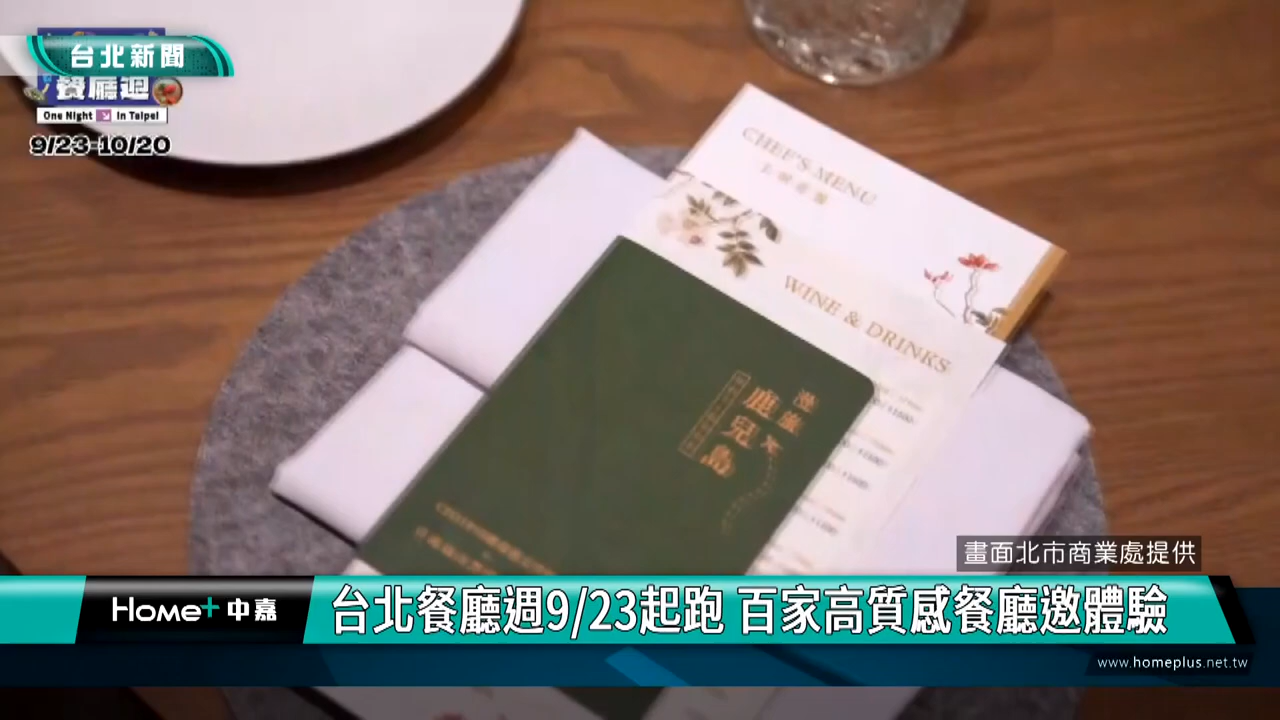 台北新聞
餐廳週
One Night In Taipei
9/23-10/20
CHEF'S MENU
WINE & DRINKS
漫旅
鹿兒島
畫面北市商業處提供
Home+中嘉
台北餐廳週9/23起跑 百家高質感餐廳邀體驗
www.homeplus.net.tw